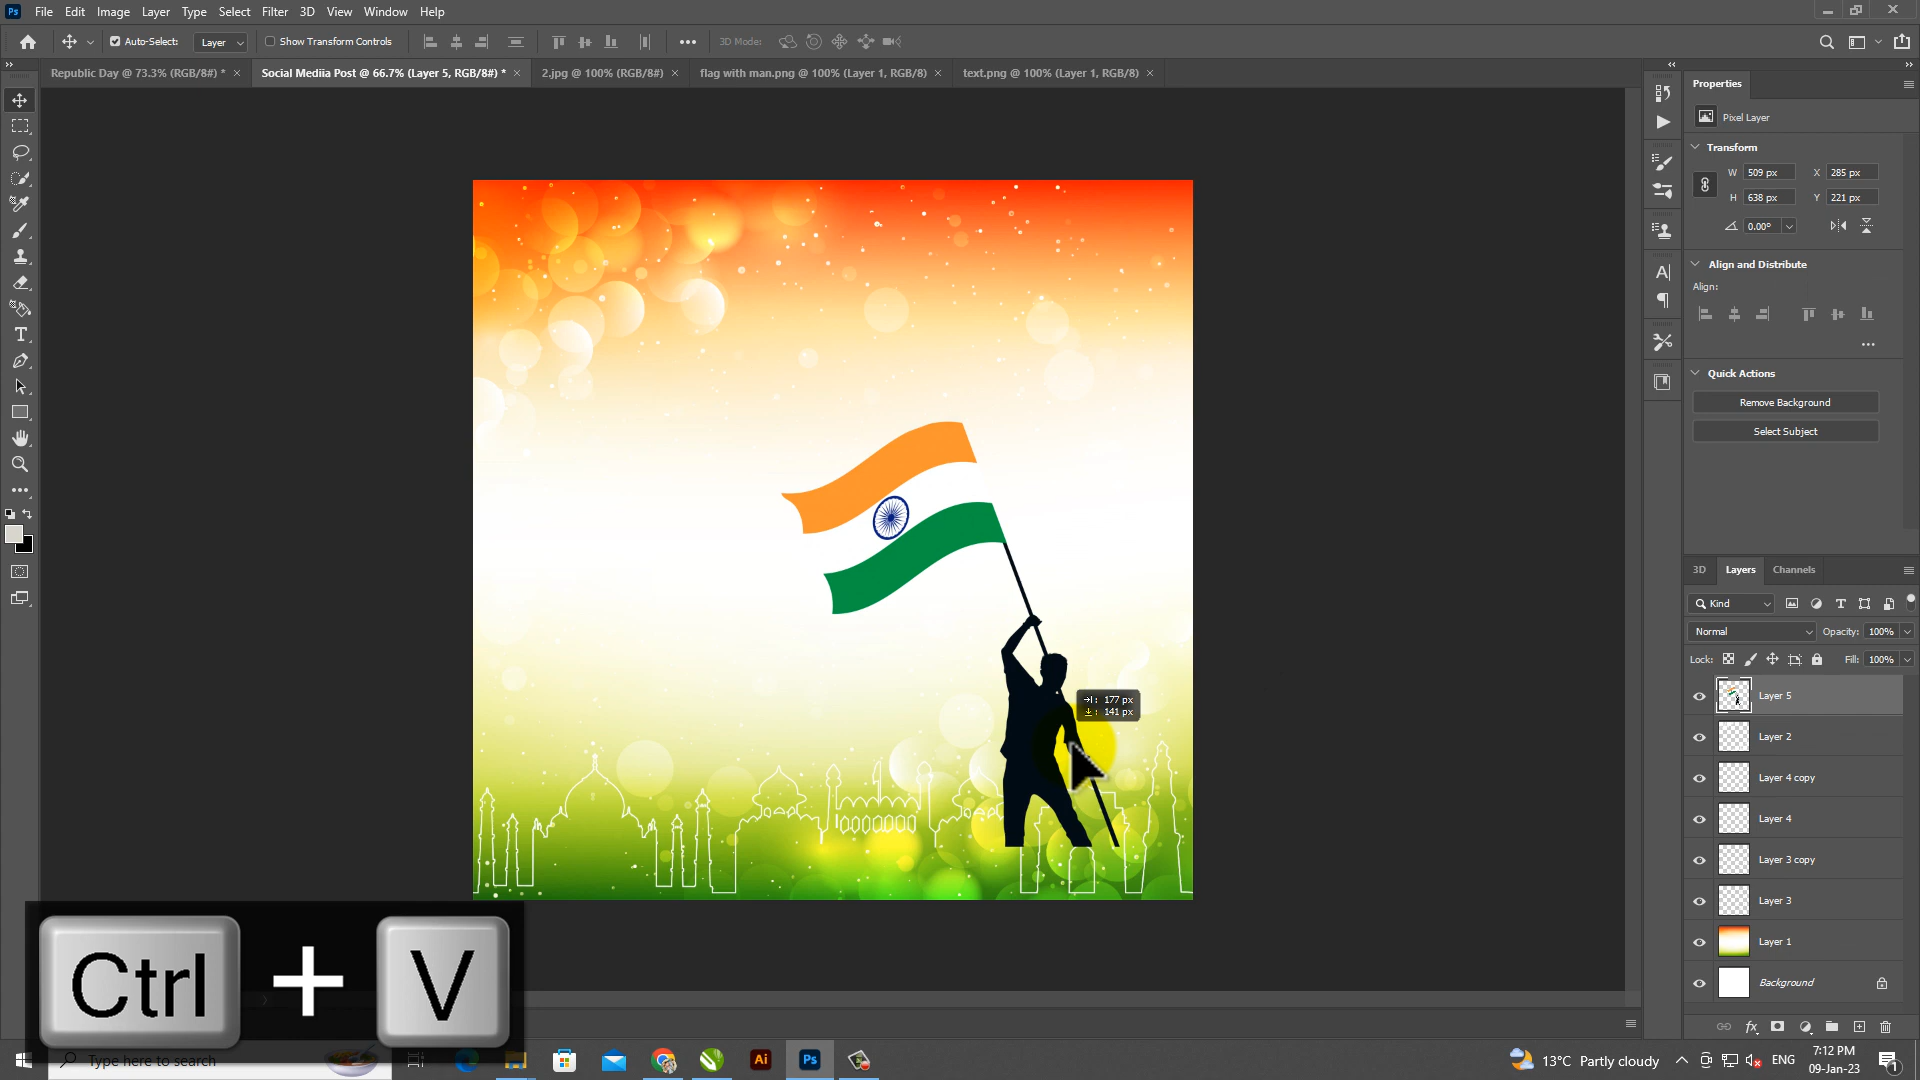 Ps File Edit Image Layer Type Select Filter 3D View Window Help
Auto-Select: Layer Show Transform Controls 3D Mode:
Republic Day @ 73.3% (RGB/8#) * Social Mediia Post @ 66.7% (Layer 5, RGB/8#) * 2.jpg @ 100% (RGB/8#) flag with man.png @ 100% (Layer 1, RGB/8) text.png @ 100% (Layer 1, RGB/8)
Properties
Pixel Layer
Transform
W 509 px X 285 px
H 638 px Y 221 px
0.00°
Align and Distribute
Align:
Quick Actions
Remove Background
Select Subject
3D Layers Channels
Kind
Normal Opacity: 100%
Lock: Fill: 100%
Layer 5
Layer 2
Layer 4 copy
Layer 4
Layer 3 copy
Layer 3
Layer 1
Background
177 px
141 px
Ctrl + V
Type here to search
Ai Ps
13°C Partly cloudy ENG 7:12 PM
09-Jan-23
1